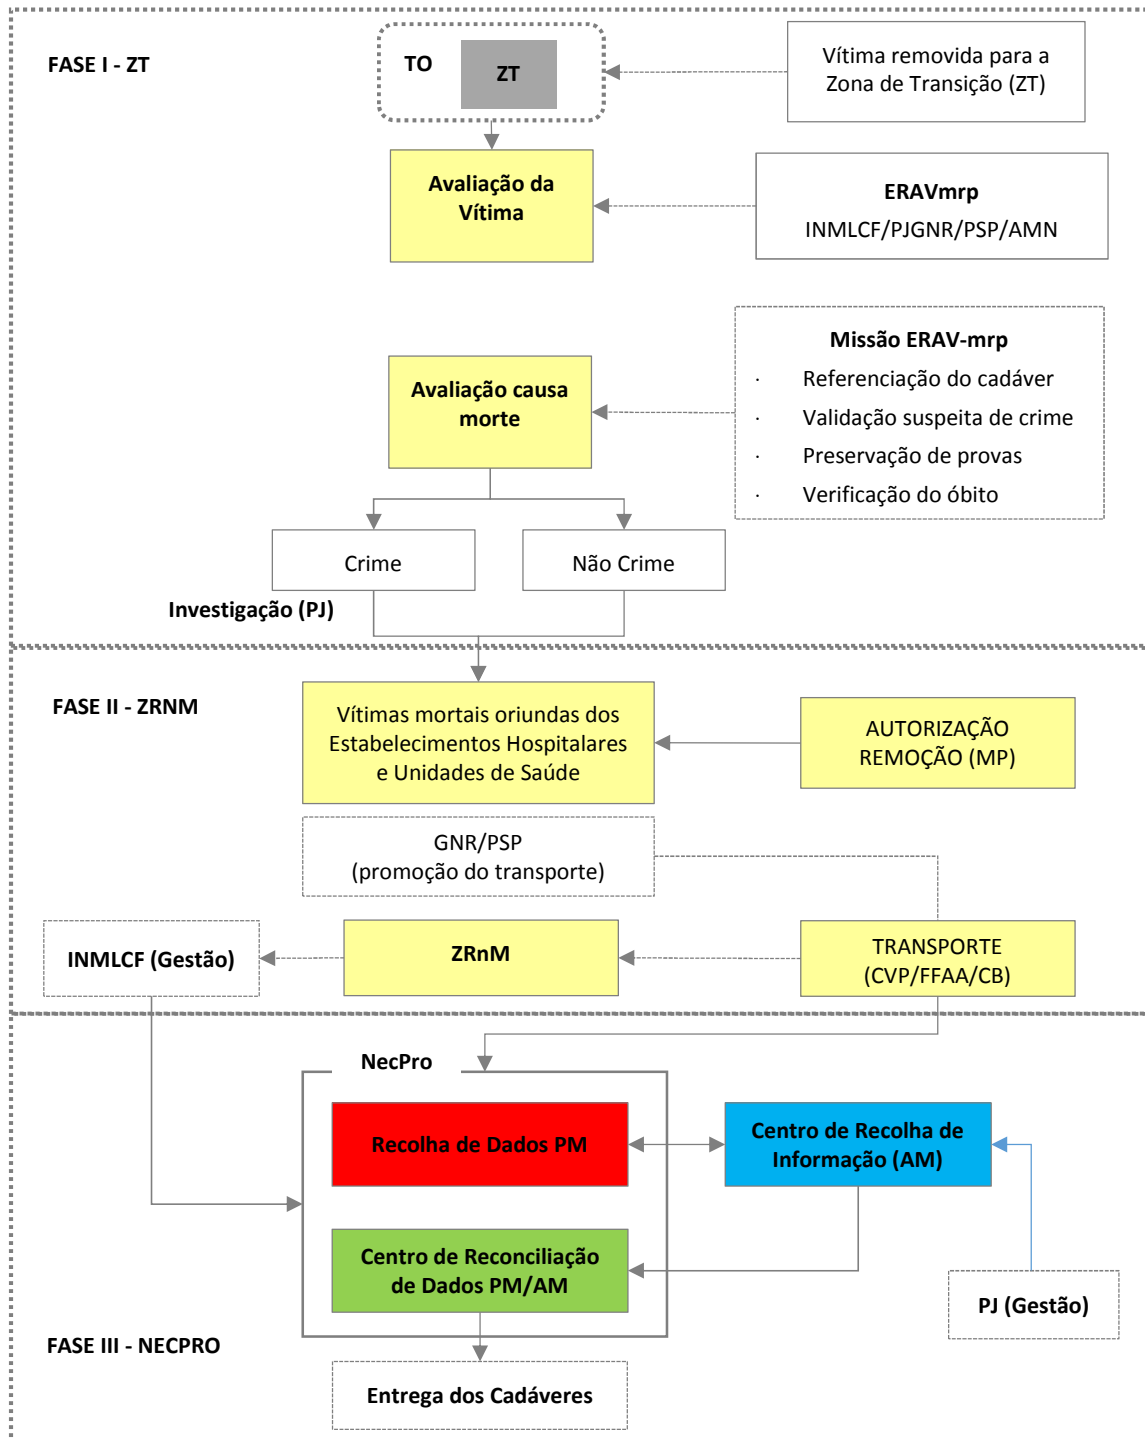 FASE I - ZT
TO
ZT
Vítima removida para a
Zona de Transição (ZT)
Avaliação da
Vítima
ERAVmrp
INMLCF/PJGNR/PSP/AMN
Avaliação causa
morte
Missão ERAV-mrp
· Referenciação do cadáver
· Validação suspeita de crime
· Preservação de provas
· Verificação do óbito
Crime
Não Crime
Investigação (PJ)
FASE II - ZRNM
Vítimas mortais oriundas dos
Estabelecimentos Hospitalares
e Unidades de Saúde
AUTORIZAÇÃO
REMOÇÃO (MP)
GNR/PSP
(promoção do transporte)
INMLCF (Gestão)
ZRnM
TRANSPORTE
(CVP/FFAA/CB)
NecPro
Recolha de Dados PM
Centro de Recolha de
Informação (AM)
Centro de Reconciliação
de Dados PM/AM
PJ (Gestão)
FASE III - NECPRO
Entrega dos Cadáveres